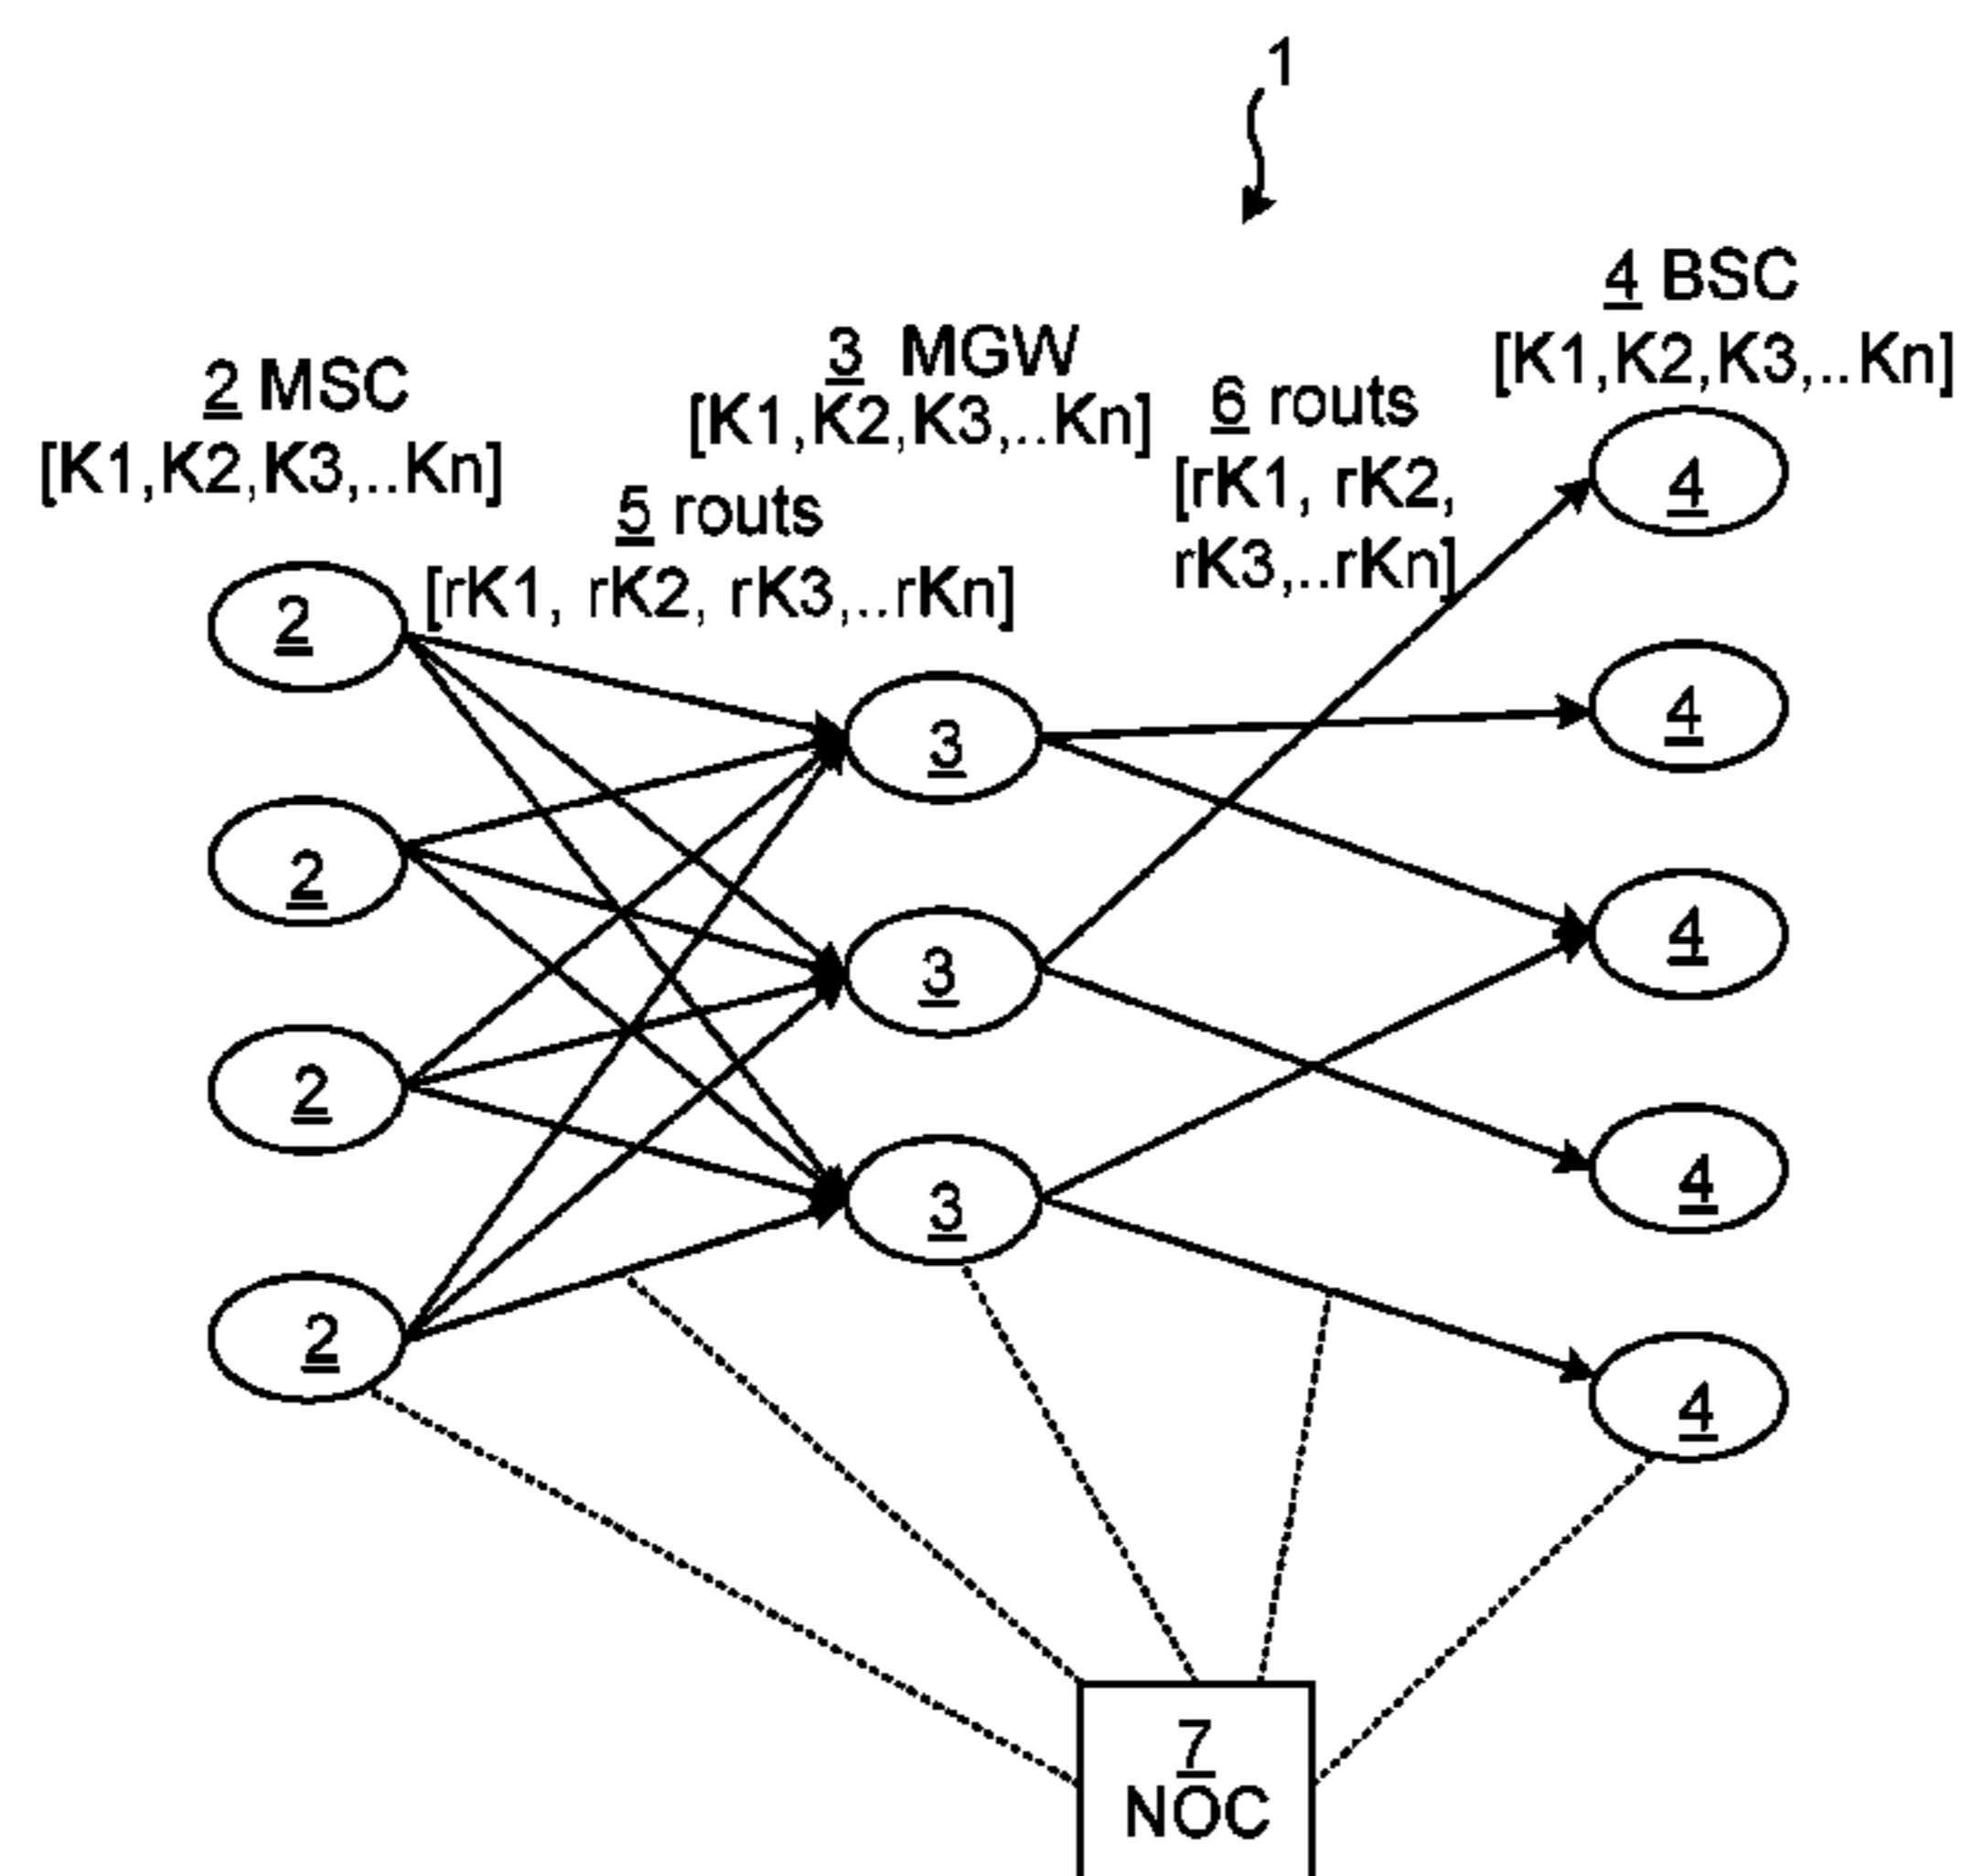 1
4 BSC
[K1,K2,K3,..Kn]
3 MGW
[K1,K2,K3,..Kn]
2 MSC
[K1,K2,K3,..Kn]
6 routs
[rK1, rK2,
rK3,..rKn]
5 routs
[rK1, rK2, rK3,..rKn]
2
2
2
2
3
3
3
4
4
4
4
4
7
NOC